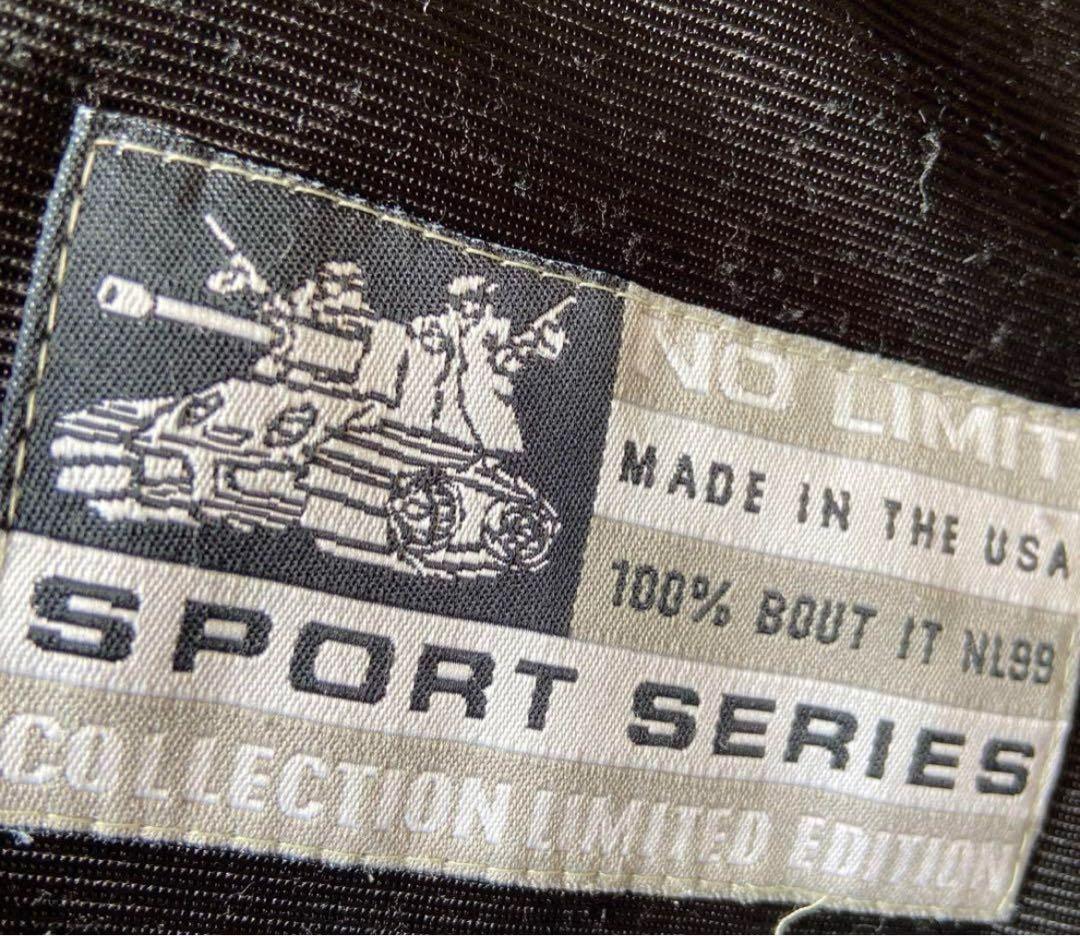 NO LIMIT
MADE IN THE USA
100% BOUT IT NL99
SPORT SERIES
COLLECTION LIMITED EDITION